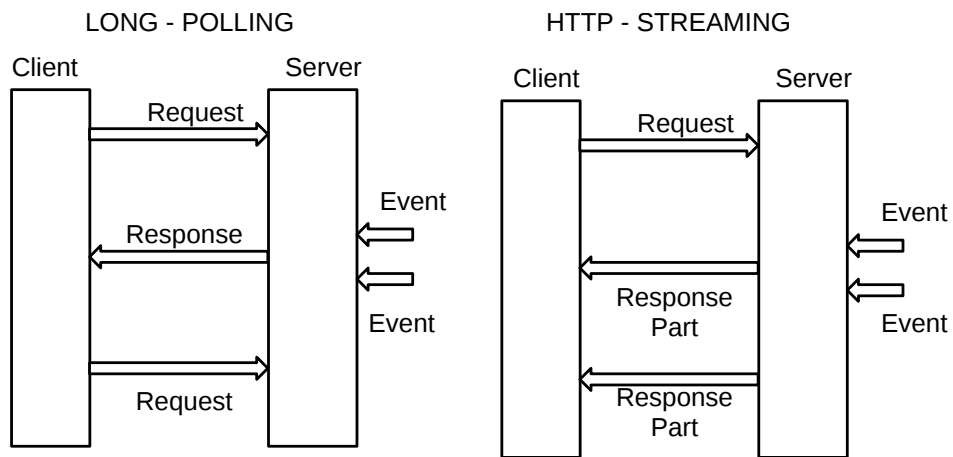 LONG - POLLING
Client
Server
Request
Event
Response
Event
Request
HTTP - STREAMING
Client
Server
Request
Event
Response
Part
Event
Response
Part